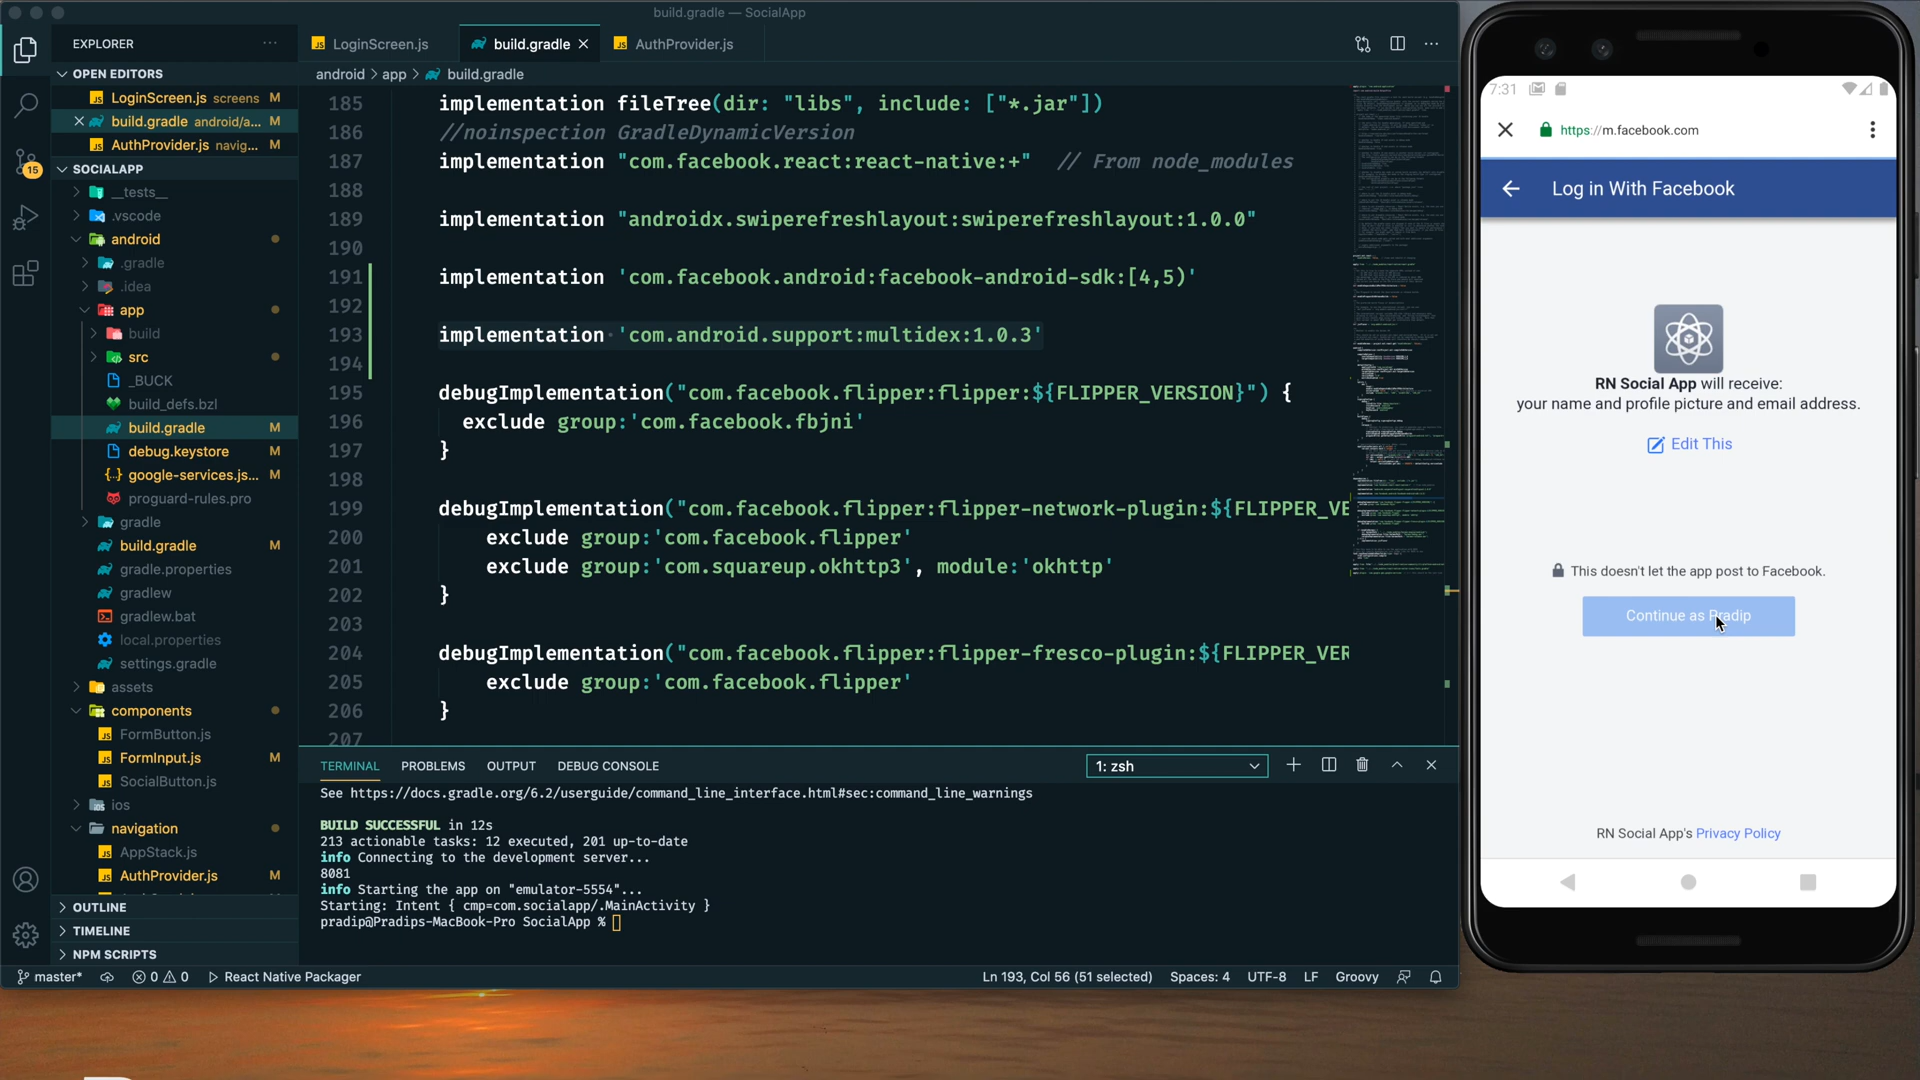 build.gradle — SocialApp
EXPLORER
LoginScreen.js
build.gradle
AuthProvider.js
OPEN EDITORS
LoginScreen.js screens M
build.gradle android/a... M
AuthProvider.js navig... M
15
SOCIALAPP
__tests__
.vscode
android
.gradle
.idea
app
build
src
_BUCK
build_defs.bzl
build.gradle M
debug.keystore M
google-services.js... M
proguard-rules.pro
gradle
build.gradle M
gradle.properties
gradlew
gradlew.bat
local.properties
settings.gradle
assets
components
FormButton.js
FormInput.js M
SocialButton.js
ios
navigation
AppStack.js
AuthProvider.js M
OUTLINE
TIMELINE
NPM SCRIPTS
android > app > build.gradle
185 implementation fileTree(dir: "libs", include: ["*.jar"])
186 //noinspection GradleDynamicVersion
187 implementation "com.facebook.react:react-native:+" // From node_modules
188
189 implementation "androidx.swiperefreshlayout:swiperefreshlayout:1.0.0"
190
191 implementation 'com.facebook.android:facebook-android-sdk:[4,5)'
192
193 implementation 'com.android.support:multidex:1.0.3'
194
195 debugImplementation("com.facebook.flipper:flipper:${FLIPPER_VERSION}") {
196 exclude group:'com.facebook.fbjni'
197 }
198
199 debugImplementation("com.facebook.flipper:flipper-network-plugin:${FLIPPER_VE
200 exclude group:'com.facebook.flipper'
201 exclude group:'com.squareup.okhttp3', module:'okhttp'
202 }
203
204 debugImplementation("com.facebook.flipper:flipper-fresco-plugin:${FLIPPER_VER
205 exclude group:'com.facebook.flipper'
206 }
207
TERMINAL PROBLEMS OUTPUT DEBUG CONSOLE 1: zsh
See https://docs.gradle.org/6.2/userguide/command_line_interface.html#sec:command_line_warnings
BUILD SUCCESSFUL in 12s
213 actionable tasks: 12 executed, 201 up-to-date
info Connecting to the development server...
8081
info Starting the app on "emulator-5554"...
Starting: Intent { cmp=com.socialapp/.MainActivity }
pradip@Pradips-MacBook-Pro SocialApp %
master* 0 0 React Native Packager Ln 193, Col 56 (51 selected) Spaces: 4 UTF-8 LF Groovy
7:31
https://m.facebook.com
Log in With Facebook
RN Social App will receive:
your name and profile picture and email address.
Edit This
This doesn't let the app post to Facebook.
Continue as Pradip
RN Social App's Privacy Policy